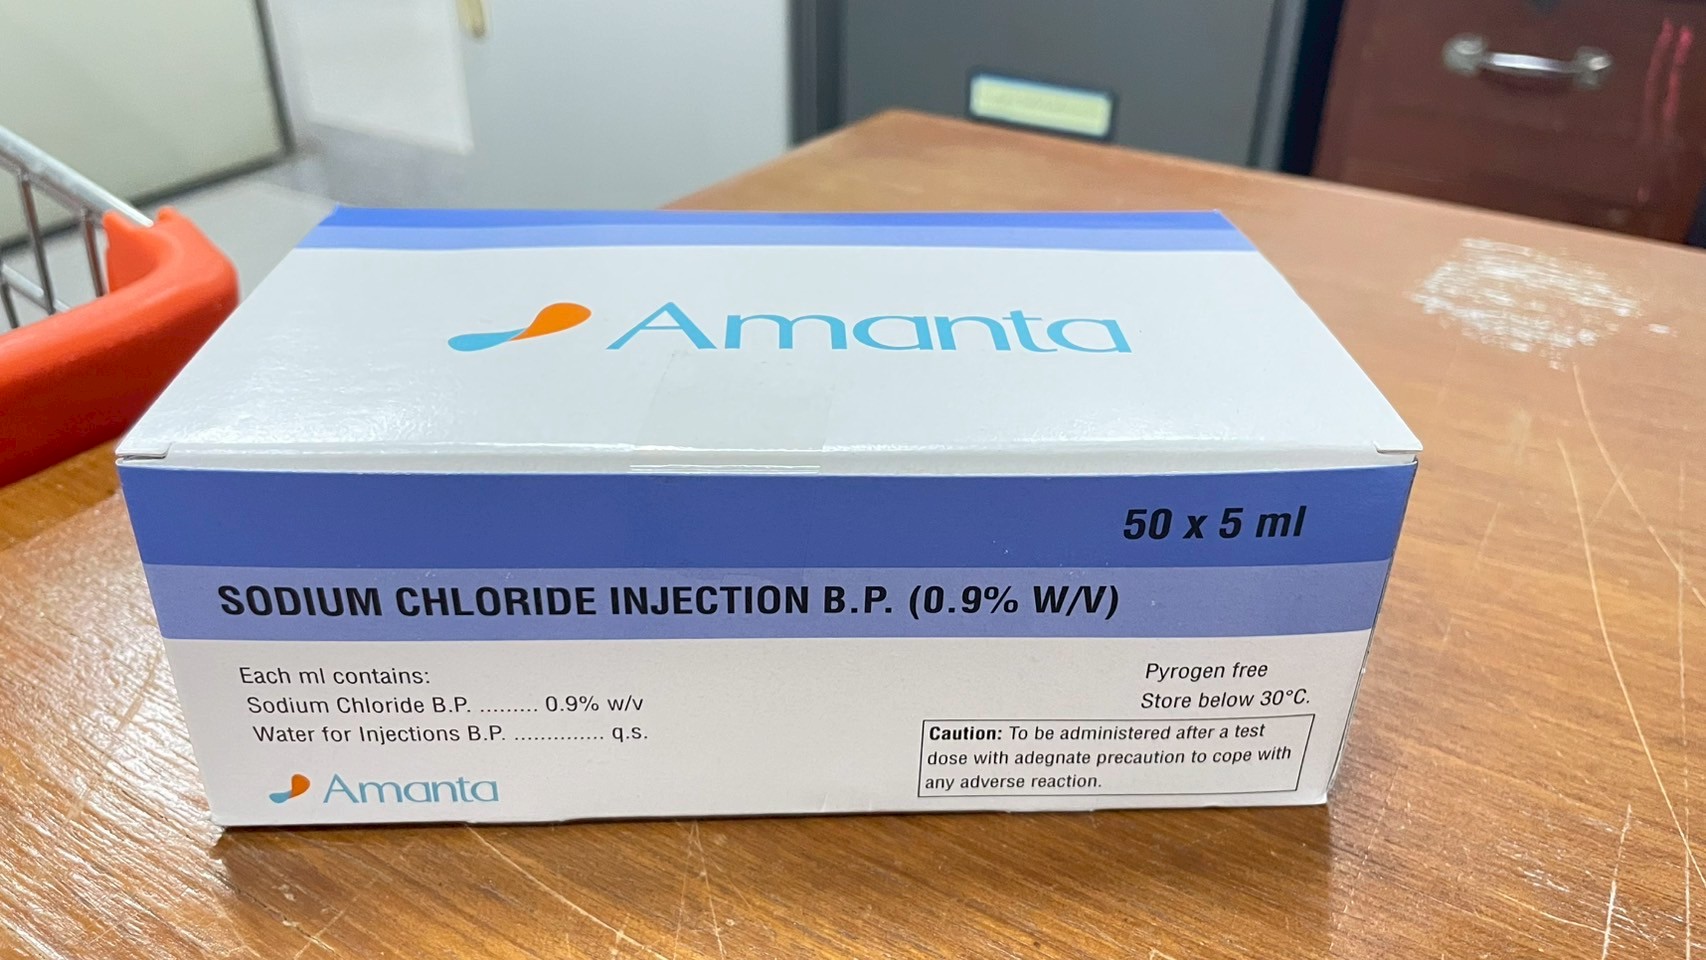 Amanta
50 x 5 ml
SODIUM CHLORIDE INJECTION B.P. (0.9% W/V)
Each ml contains:
Sodium Chloride B.P. ......... 0.9% w/v
Water for Injections B.P. .............. q.s.
Amanta
Pyrogen free
Store below 30°C.
Caution: To be administered after a test
dose with adegnate precaution to cope with
any adverse reaction.